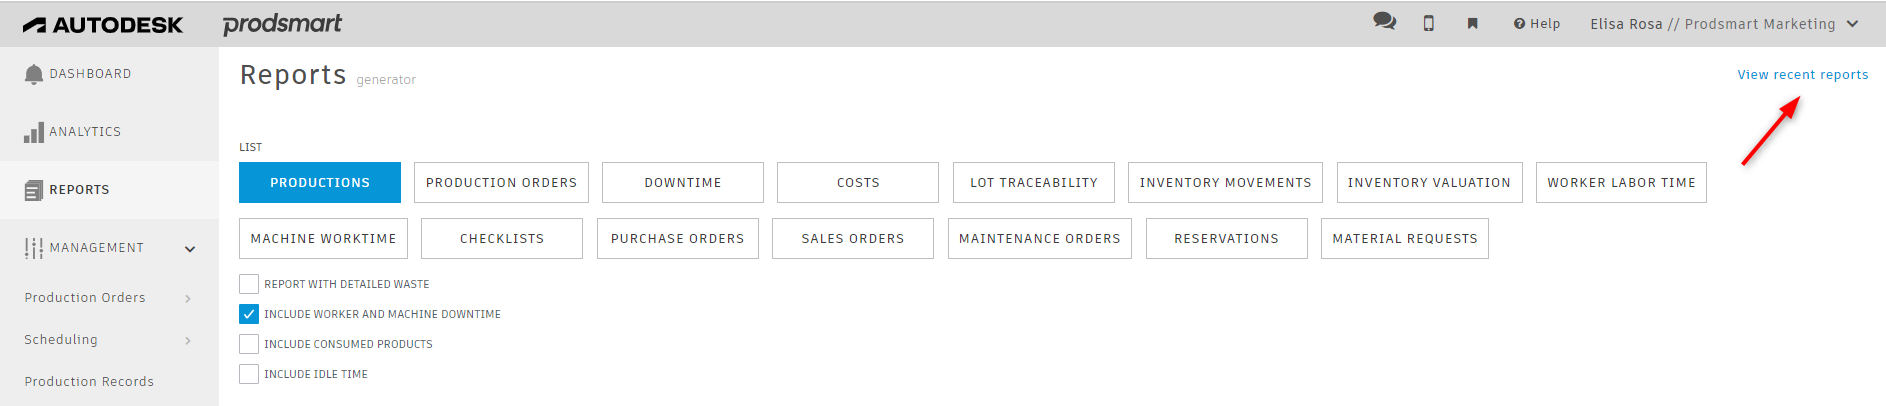 AUTODESK prodsmart Help Elisa Rosa // Prodsmart Marketing
DASHBOARD
ANALYTICS
REPORTS
MANAGEMENT
Production Orders
Scheduling
Production Records
Reports generator
View recent reports
LIST
PRODUCTIONS PRODUCTION ORDERS DOWNTIME COSTS LOT TRACEABILITY INVENTORY MOVEMENTS INVENTORY VALUATION WORKER LABOR TIME
MACHINE WORKTIME CHECKLISTS PURCHASE ORDERS SALES ORDERS MAINTENANCE ORDERS RESERVATIONS MATERIAL REQUESTS
REPORT WITH DETAILED WASTE
INCLUDE WORKER AND MACHINE DOWNTIME
INCLUDE CONSUMED PRODUCTS
INCLUDE IDLE TIME